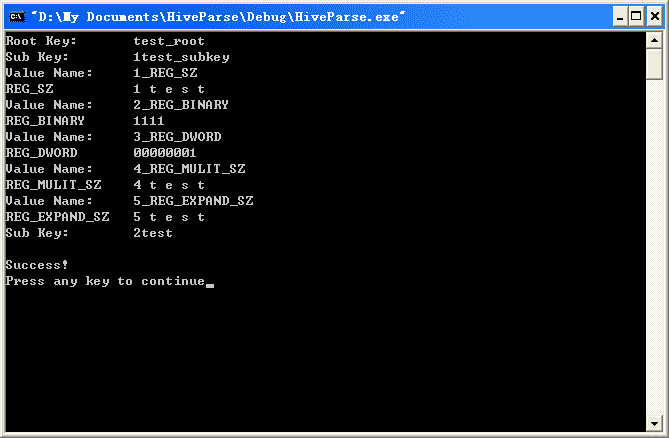 "D:\My Documents\HiveParse\Debug\HiveParse.exe"
Root Key:       test_root
Sub Key:        1test_subkey
Value Name:     1_REG_SZ
REG_SZ          1 t e s t
Value Name:     2_REG_BINARY
REG_BINARY      1111
Value Name:     3_REG_DWORD
REG_DWORD       00000001
Value Name:     4_REG_MULIT_SZ
REG_MULIT_SZ    4 t e s t
Value Name:     5_REG_EXPAND_SZ
REG_EXPAND_SZ   5 t e s t
Sub Key:        2test
Success!
Press any key to continue